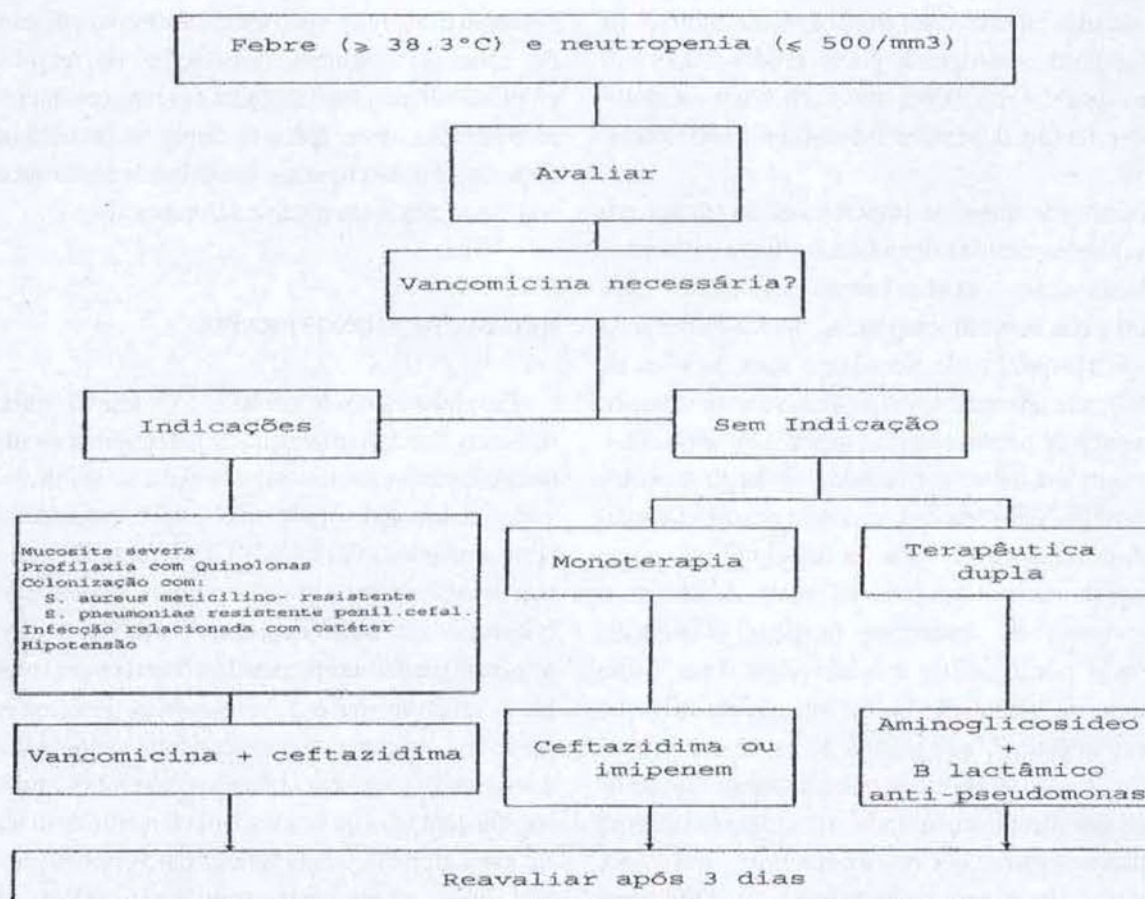 Febre (⩾ 38.3°C) e neutropenia (⩽ 500/mm3)
Avaliar
Vancomicina necessária?
Indicações
Sem Indicação
Mucosite severa
Profilaxia com Quinolonas
Colonização com:
S. aureus meticilino- resistente
S. pneumoniae resistente penil.cefal.
Infecção relacionada com catéter
Hipotensão
Monoterapia
Terapêutica
dupla
Vancomicina + ceftazidima
Ceftazidima ou
imipenem
Aminoglicosideo
B lactâmico
anti-pseudomonas
Reavaliar após 3 dias